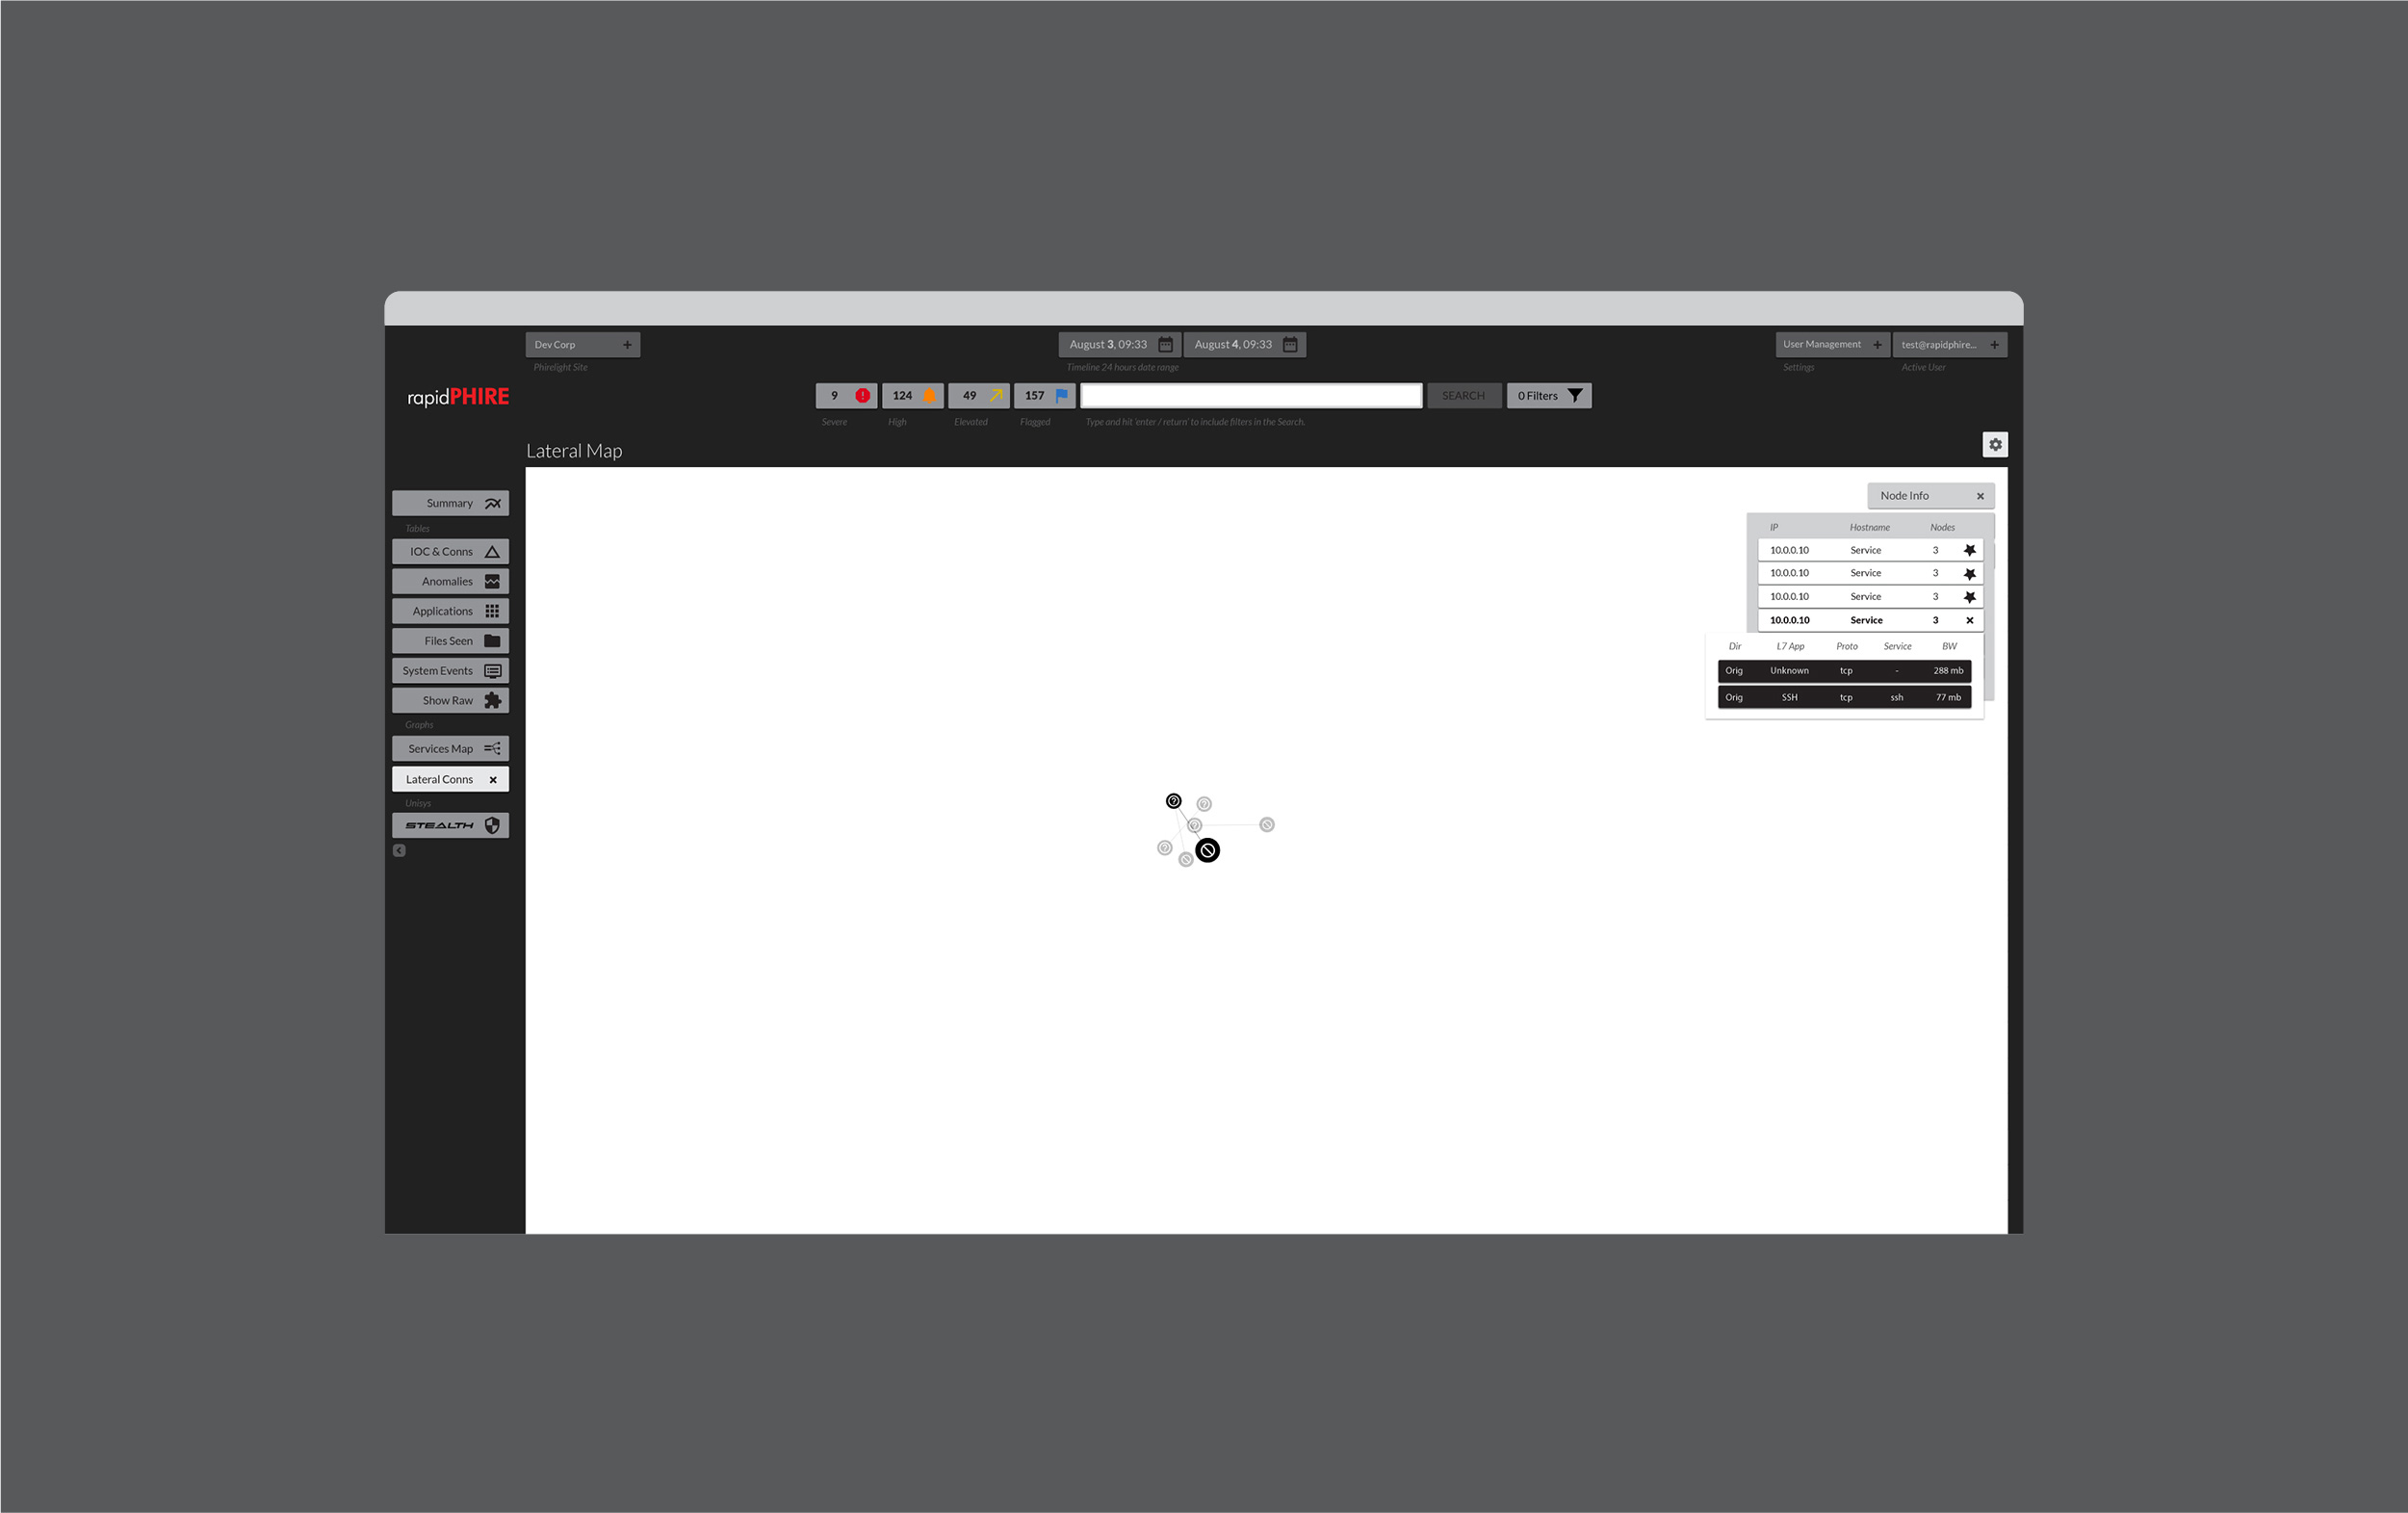 Dev Corp
Phirelight Site
August 3, 09:33
August 4, 09:33
Timeline 24 hours date range
User Management
Settings
test@rapidphire...
Active User
rapidPHIRE
9
Severe
124
High
49
Elevated
157
Flagged
Type and hit 'enter / return' to include filters in the Search.
SEARCH
0 Filters
Lateral Map
Summary
Tables
IOC & Conns
Anomalies
Applications
Files Seen
System Events
Show Raw
Graphs
Services Map
Lateral Conns
Unisys
STEALTH
Node Info
IP Hostname Nodes
10.0.0.10 Service 3
10.0.0.10 Service 3
10.0.0.10 Service 3
10.0.0.10 Service 3
Dir L7 App Proto Service BW
Orig Unknown tcp - 288 mb
Orig SSH tcp ssh 77 mb